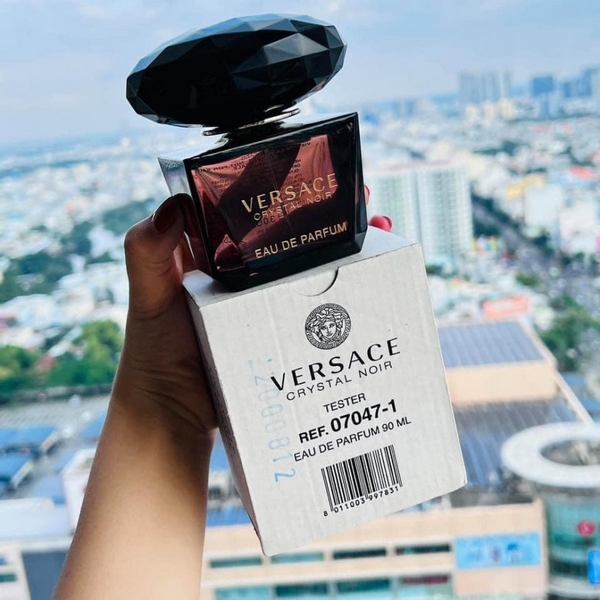 VERSACE
CRYSTAL NOIR
EAU DE PARFUM
VERSACE
CRYSTAL NOIR
TESTER
REF. 07047-1
EAU DE PARFUM 90 ML
8 011003 997831